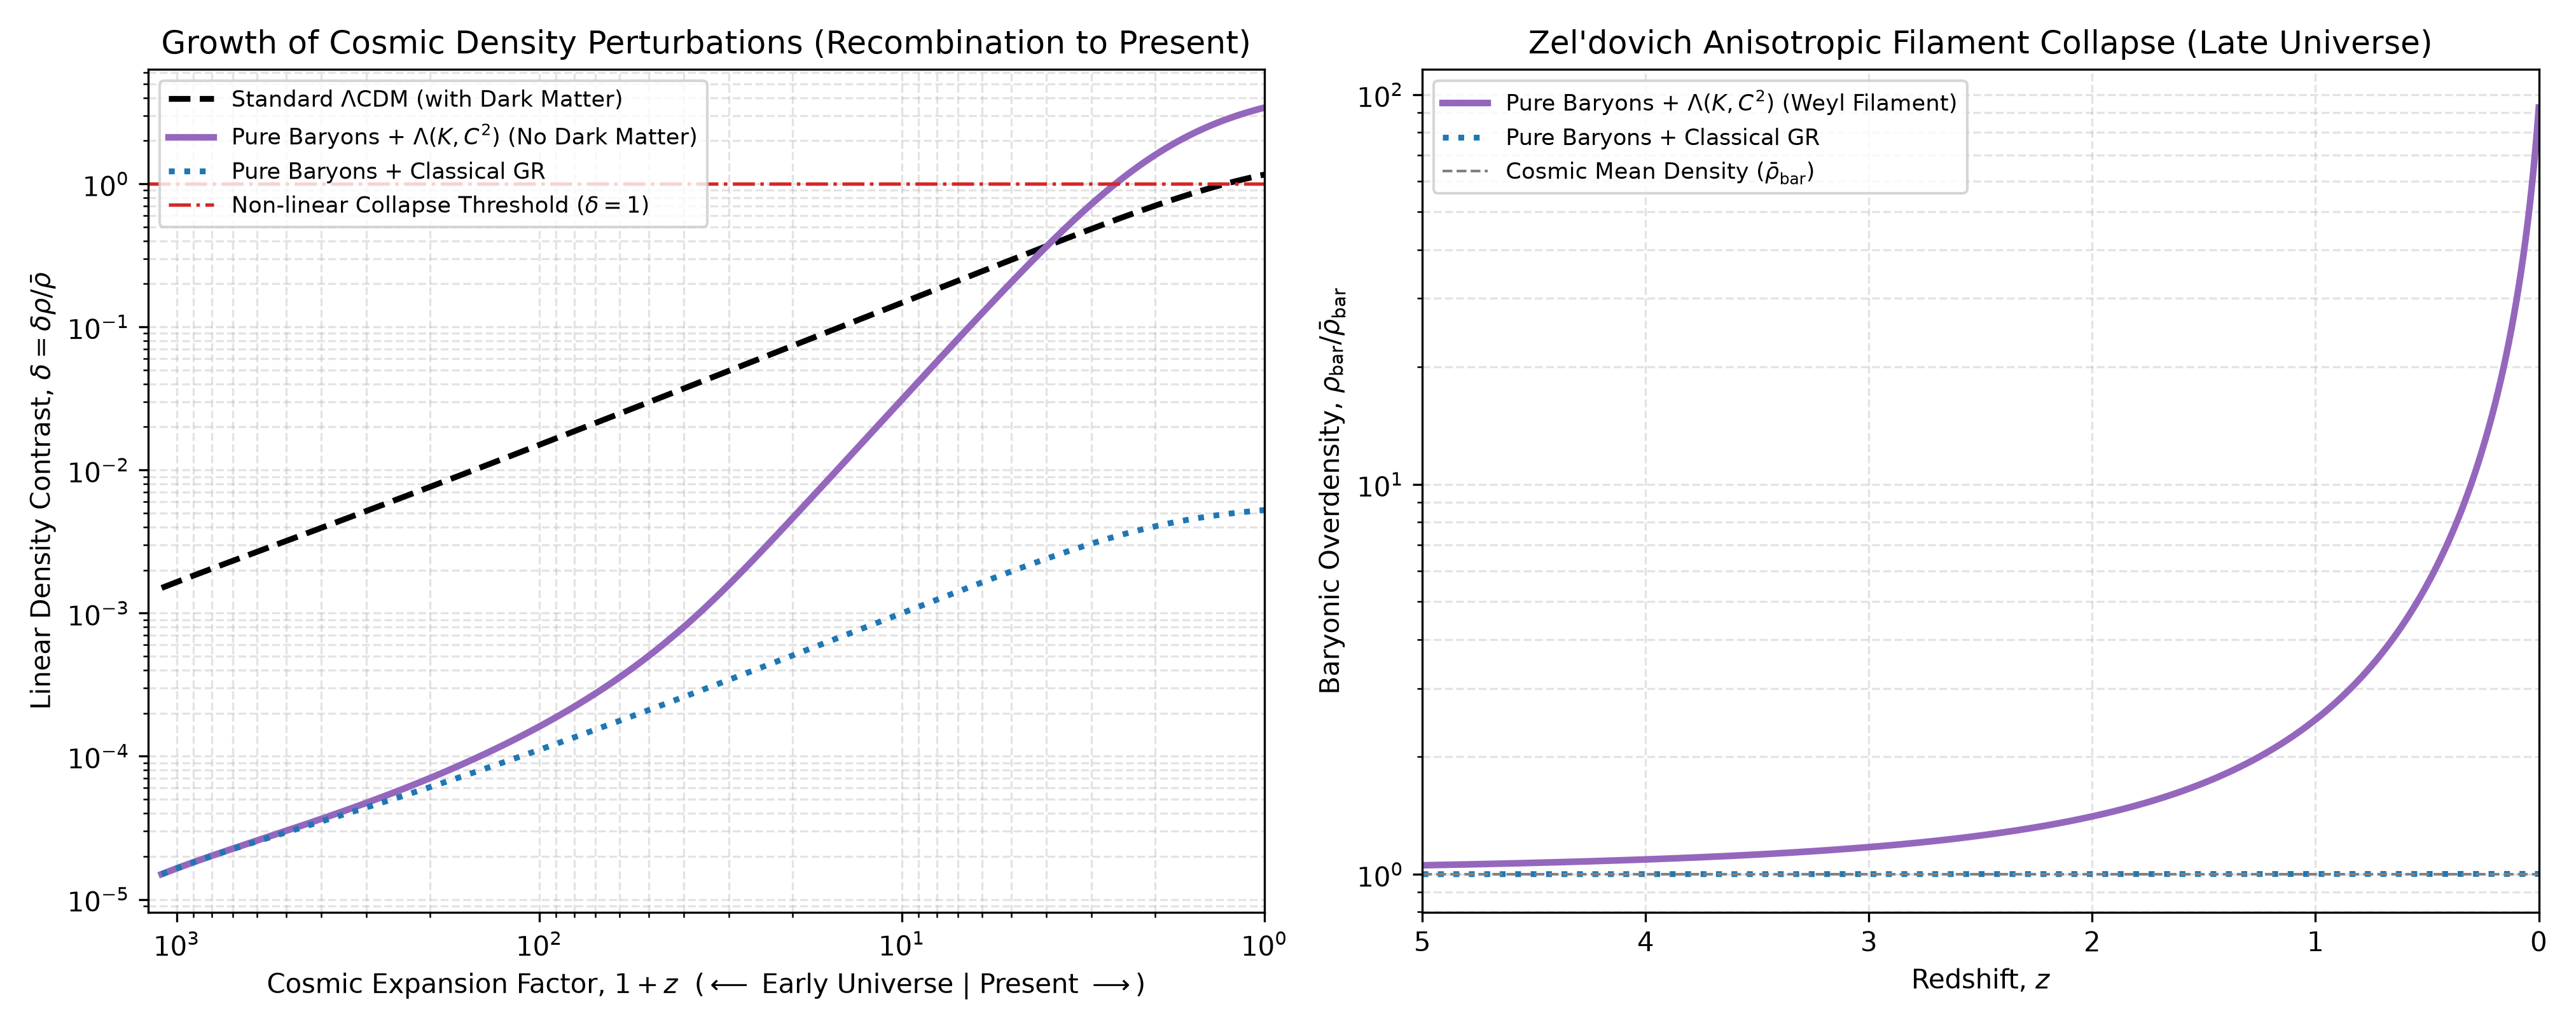 Growth of Cosmic Density Perturbations (Recombination to Present)
Standard ΛCDM (with Dark Matter)
Pure Baryons + Λ(K, C²) (No Dark Matter)
Pure Baryons + Classical GR
Non-linear Collapse Threshold (δ = 1)
Linear Density Contrast, δ = δρ/ρ̄
10⁰
10⁻¹
10⁻²
10⁻³
10⁻⁴
10⁻⁵
10³ 10² 10¹ 10⁰
Cosmic Expansion Factor, 1 + z (⟵ Early Universe | Present ⟶)
Zel'dovich Anisotropic Filament Collapse (Late Universe)
Pure Baryons + Λ(K, C²) (Weyl Filament)
Pure Baryons + Classical GR
Cosmic Mean Density (ρ̄bar)
Baryonic Overdensity, ρbar/ρ̄bar
10²
10¹
10⁰
5 4 3 2 1 0
Redshift, z